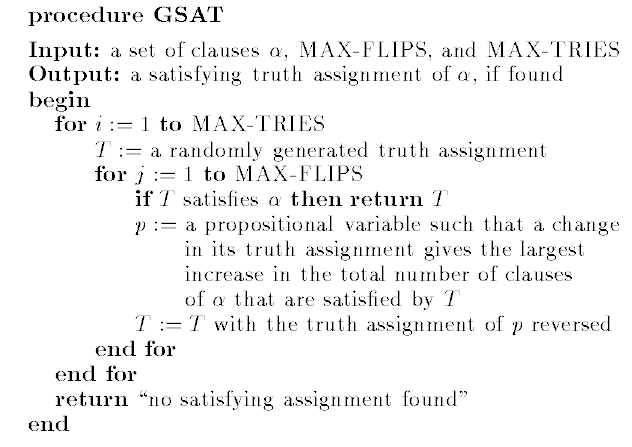 procedure GSAT
Input: a set of clauses α, MAX-FLIPS, and MAX-TRIES
Output: a satisfying truth assignment of α, if found
begin
for i := 1 to MAX-TRIES
T := a randomly generated truth assignment
for j := 1 to MAX-FLIPS
if T satisfies α then return T
p := a propositional variable such that a change
in its truth assignment gives the largest
increase in the total number of clauses
of α that are satisfied by T
T := T with the truth assignment of p reversed
end for
end for
return “no satisfying assignment found”
end